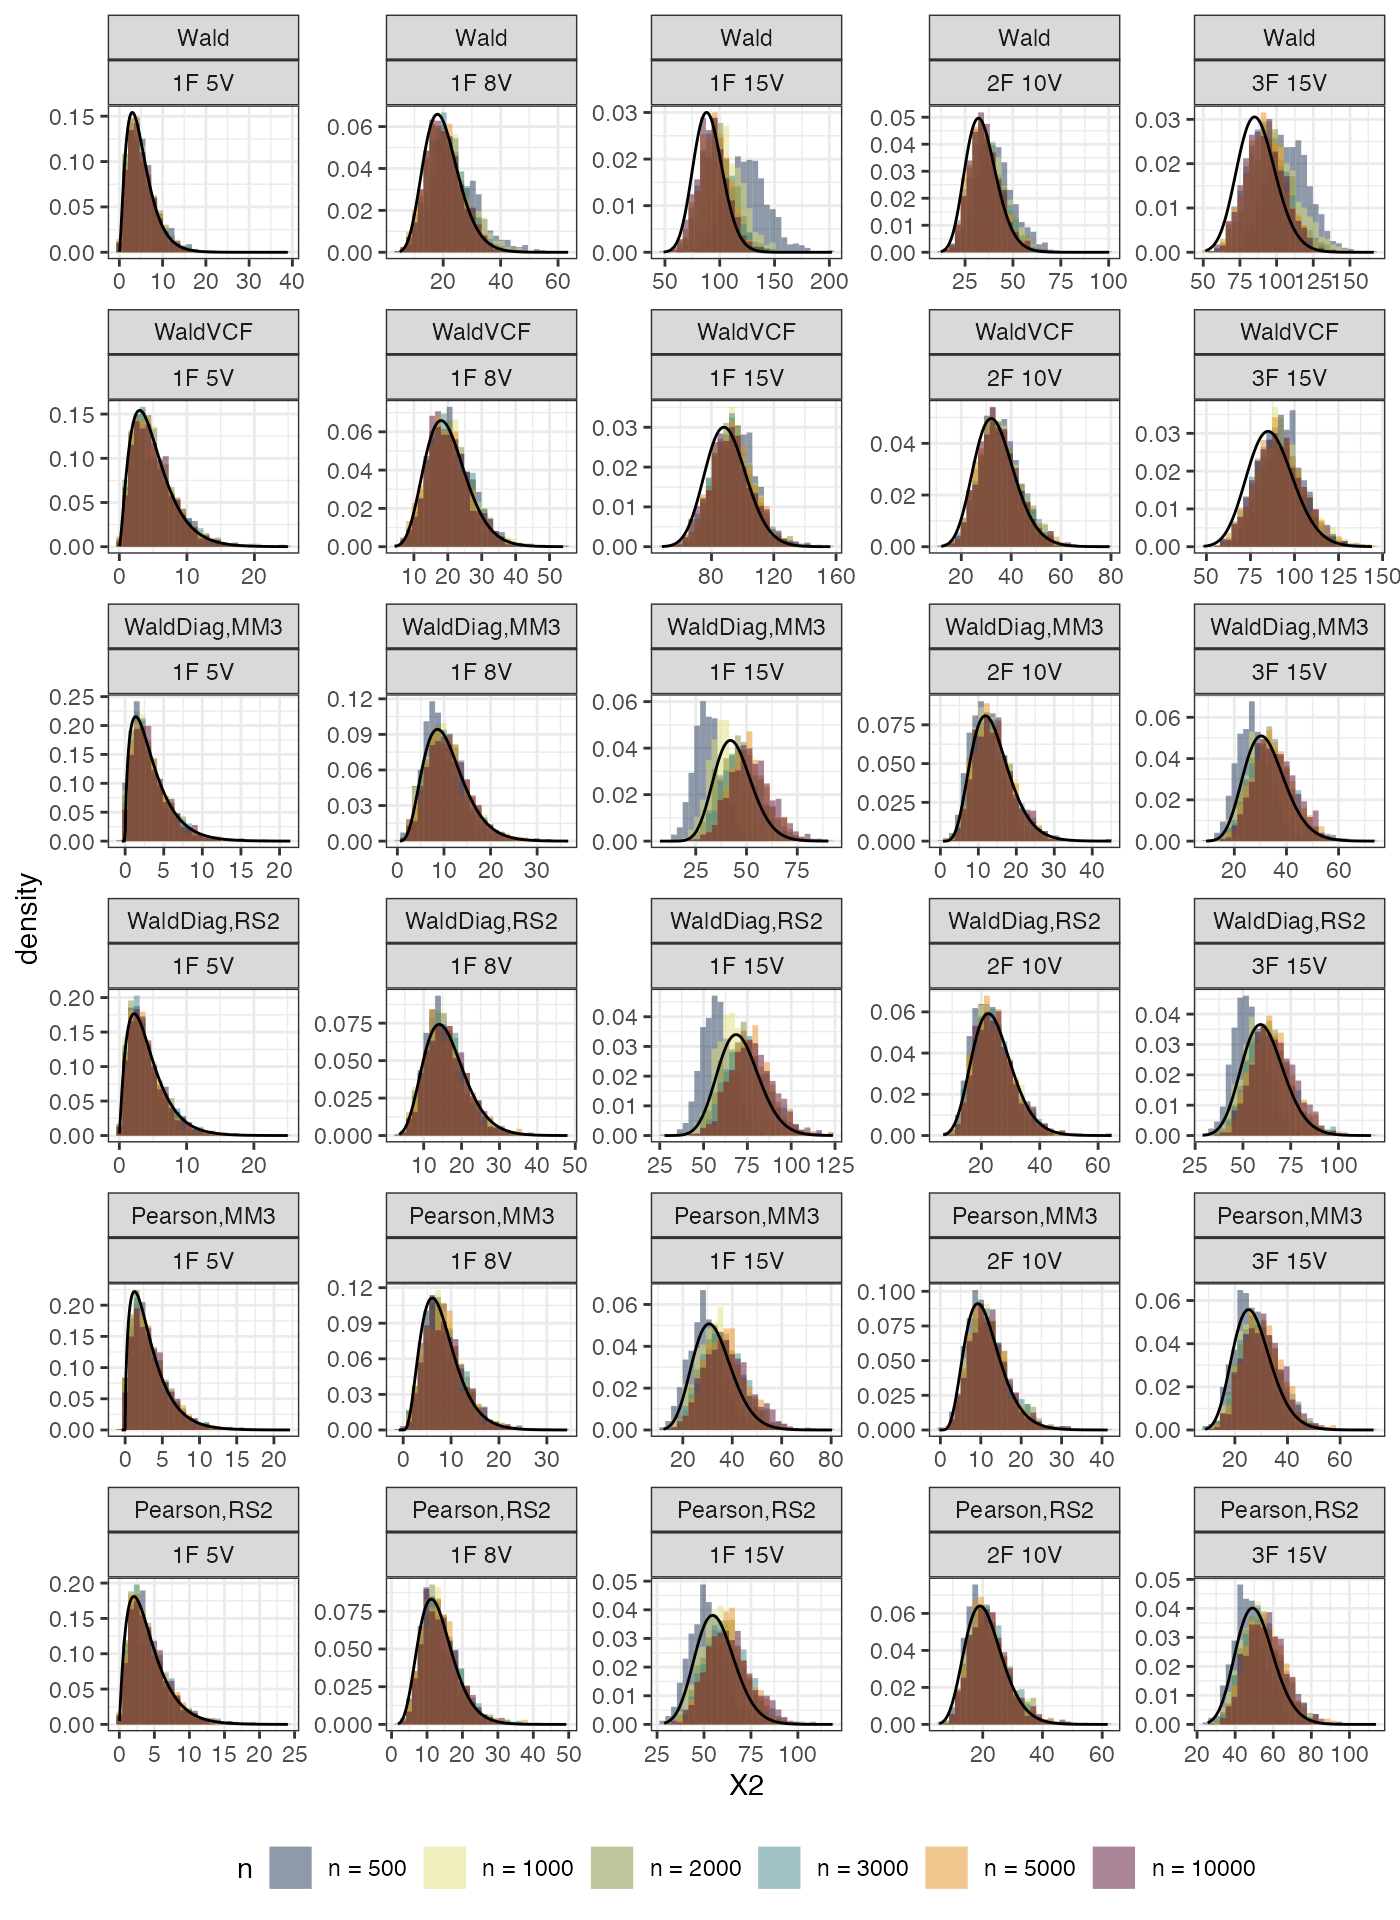 Wald Wald Wald Wald Wald
1F 5V 1F 8V 1F 15V 2F 10V 3F 15V
0.15 0.10 0.05 0.00
0 10 20 30 40
0.06 0.04 0.02 0.00
20 40 60
0.03 0.02 0.01 0.00
50 100 150 200
0.05 0.04 0.03 0.02 0.01 0.00
25 50 75 100
0.03 0.02 0.01 0.00
50 75 100 125 150
WaldVCF WaldVCF WaldVCF WaldVCF WaldVCF
1F 5V 1F 8V 1F 15V 2F 10V 3F 15V
0.15 0.10 0.05 0.00
0 10 20
0.06 0.04 0.02 0.00
10 20 30 40 50
0.03 0.02 0.01 0.00
80 120 160
0.04 0.02 0.00
20 40 60 80
0.03 0.02 0.01 0.00
50 75 100 125 150
WaldDiag,MM3 WaldDiag,MM3 WaldDiag,MM3 WaldDiag,MM3 WaldDiag,MM3
1F 5V 1F 8V 1F 15V 2F 10V 3F 15V
0.25 0.20 0.15 0.10 0.05 0.00
0 5 10 15 20
0.12 0.09 0.06 0.03 0.00
0 10 20 30
0.06 0.04 0.02 0.00
25 50 75
0.075 0.050 0.025 0.000
0 10 20 30 40
0.06 0.04 0.02 0.00
20 40 60
density
WaldDiag,RS2 WaldDiag,RS2 WaldDiag,RS2 WaldDiag,RS2 WaldDiag,RS2
1F 5V 1F 8V 1F 15V 2F 10V 3F 15V
0.20 0.15 0.10 0.05 0.00
0 10 20
0.075 0.050 0.025 0.000
10 20 30 40 50
0.04 0.03 0.02 0.01 0.00
25 50 75 100 125
0.06 0.04 0.02 0.00
20 40 60
0.04 0.03 0.02 0.01 0.00
25 50 75 100
Pearson,MM3 Pearson,MM3 Pearson,MM3 Pearson,MM3 Pearson,MM3
1F 5V 1F 8V 1F 15V 2F 10V 3F 15V
0.20 0.15 0.10 0.05 0.00
0 5 10 15 20
0.12 0.09 0.06 0.03 0.00
0 10 20 30
0.06 0.04 0.02 0.00
20 40 60 80
0.100 0.075 0.050 0.025 0.000
0 10 20 30 40
0.06 0.04 0.02 0.00
20 40 60
Pearson,RS2 Pearson,RS2 Pearson,RS2 Pearson,RS2 Pearson,RS2
1F 5V 1F 8V 1F 15V 2F 10V 3F 15V
0.20 0.15 0.10 0.05 0.00
0 5 10 15 20 25
0.075 0.050 0.025 0.000
0 10 20 30 40 50
0.05 0.04 0.03 0.02 0.01 0.00
25 50 75 100
0.06 0.04 0.02 0.00
20 40 60
0.05 0.04 0.03 0.02 0.01 0.00
20 40 60 80 100
X2
n n = 500 n = 1000 n = 2000 n = 3000 n = 5000 n = 10000